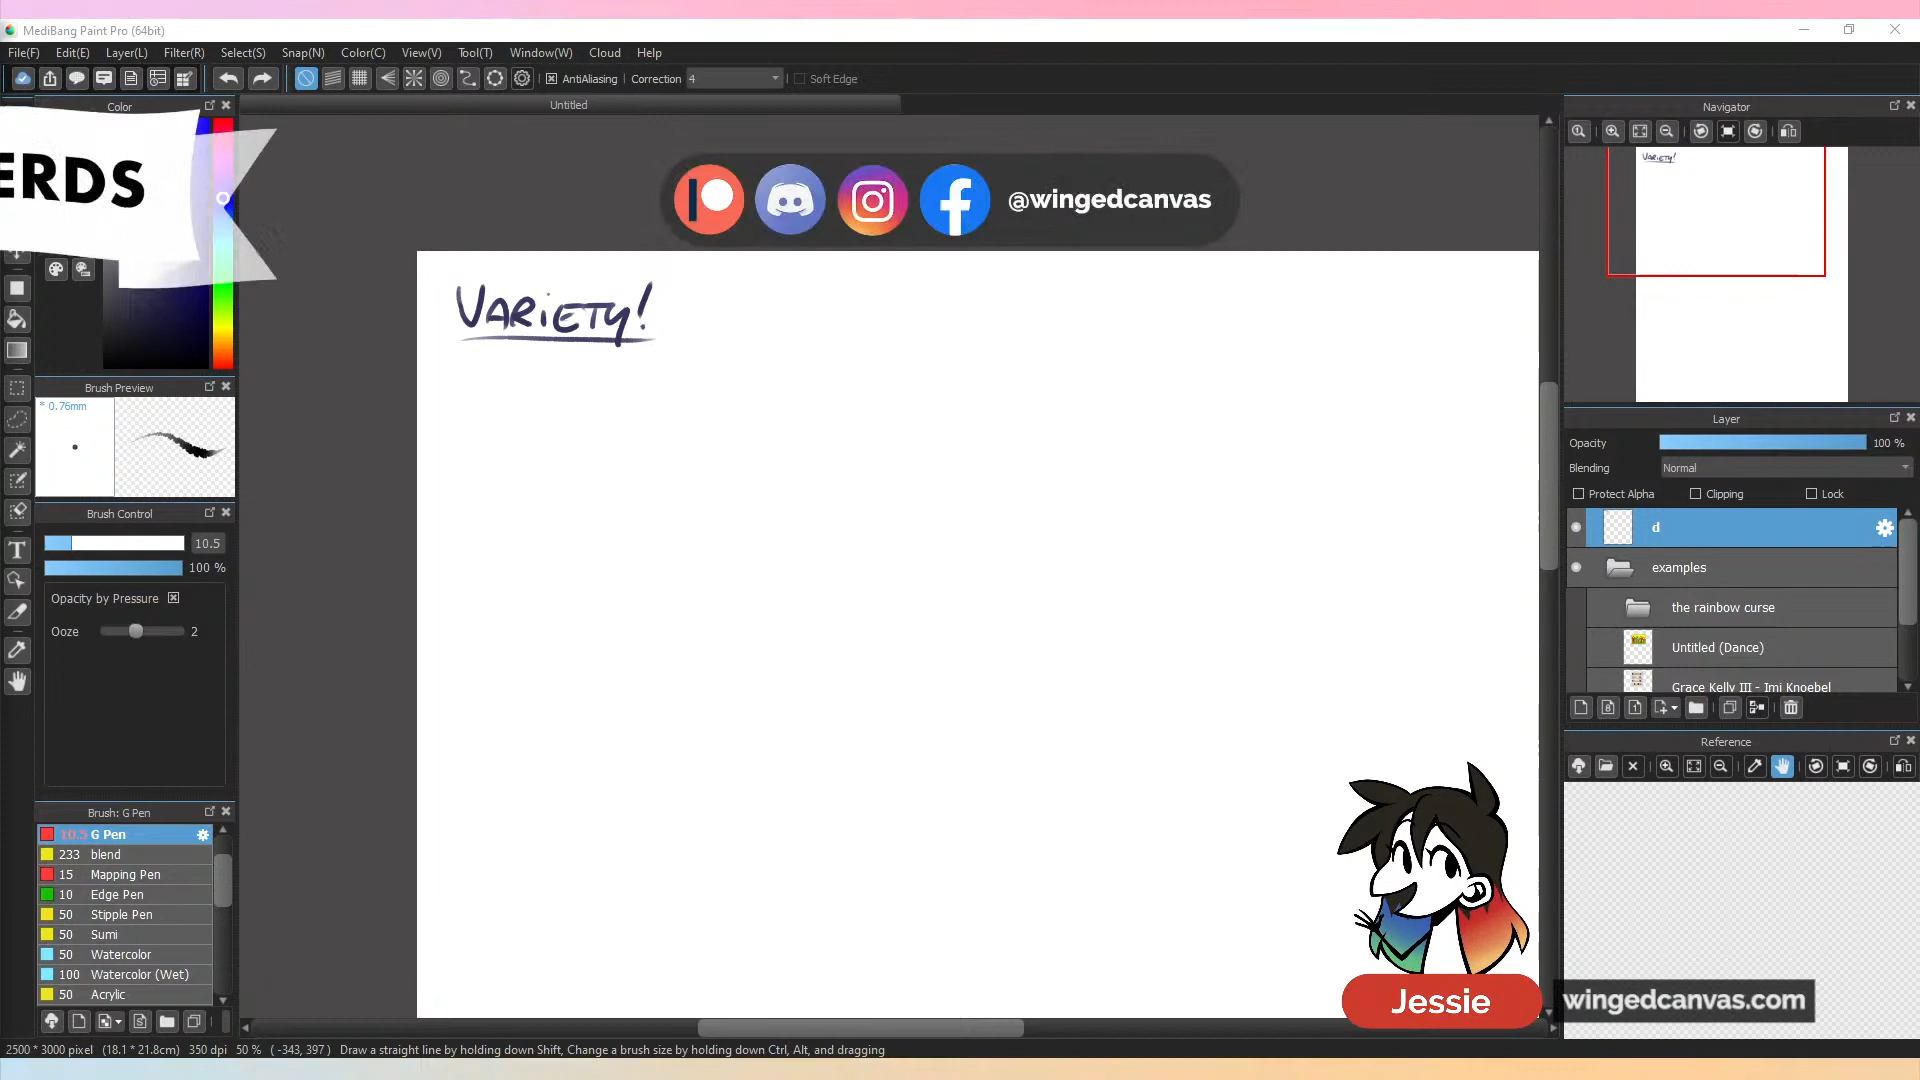 MediBang Paint Pro (64bit)
File(F) Edit(E) Layer(L) Filter(R) Select(S) Snap(N) Color(C) View(V) Tool(T) Window(W) Cloud Help
AntiAliasing Correction 4 Soft Edge
Color
Untitled
Navigator
ERDS
@wingedcanvas
VARiETY!
VARiETY!
Brush Preview
* 0.76mm
Brush Control
10.5
100 %
Opacity by Pressure
Ooze 2
Brush: G Pen
10.5 G Pen
233 blend
15 Mapping Pen
10 Edge Pen
50 Stipple Pen
50 Sumi
50 Watercolor
100 Watercolor (Wet)
50 Acrylic
Layer
Opacity 100 %
Blending Normal
Protect Alpha Clipping Lock
d
examples
the rainbow curse
Untitled (Dance)
Grace Kelly III - Imi Knoebel
Reference
Jessie
wingedcanvas.com
2500 * 3000 pixel (18.1 * 21.8cm) 350 dpi 50 % ( -343, 397 ) Draw a straight line by holding down Shift, Change a brush size by holding down Ctrl, Alt, and dragging